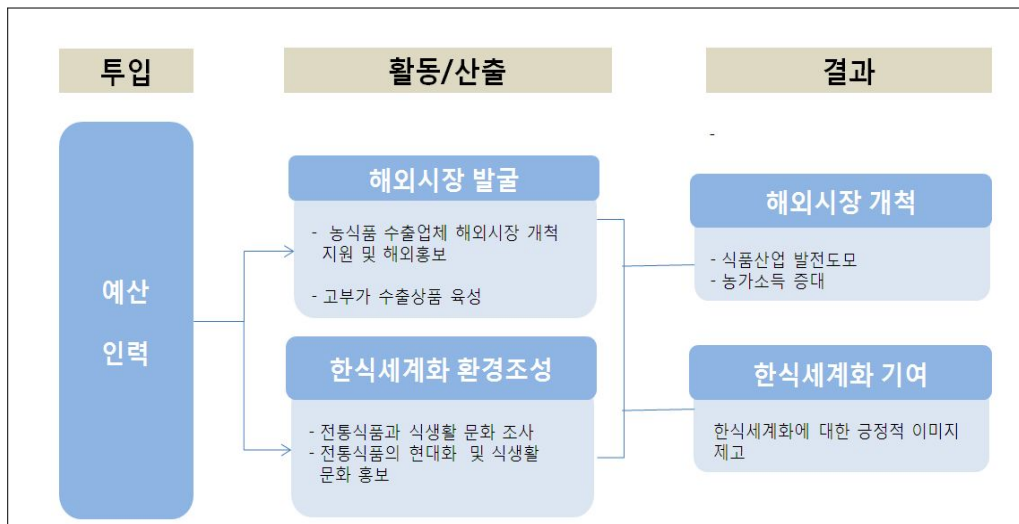 투입
활동/산출
결과
예산
인력
해외시장 발굴
- 농식품 수출업체 해외시장 개척
지원 및 해외홍보
- 고부가 수출상품 육성
한식세계화 환경조성
- 전통식품과 식생활 문화 조사
- 전통식품의 현대화 및 식생활
문화 홍보
-
해외시장 개척
- 식품산업 발전도모
- 농가소득 증대
한식세계화 기여
한식세계화에 대한 긍정적 이미지
제고